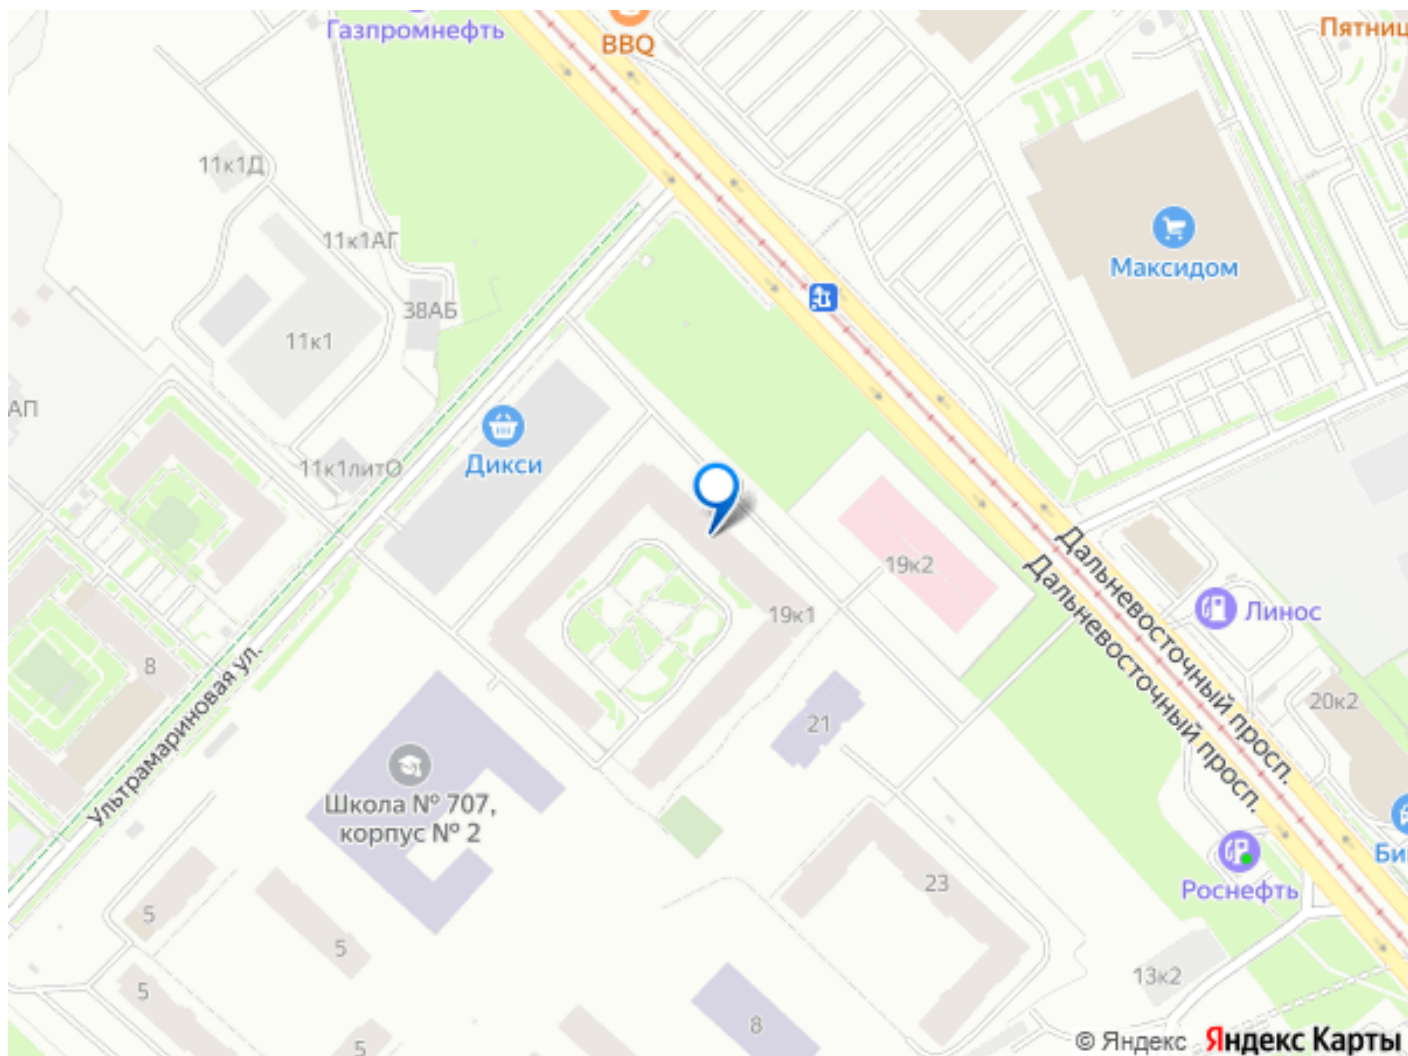 Газпромнефть
BBQ
Пятниц
11к1Д
11к1АГ
38АБ
11к1
Максидом
АП
Дикси
11к1литО
19к2
Дальневосточный просп.
Дальневосточный просп.
Линос
19к1
8
Ультрамариновая ул.
21
20к2
Школа № 707,
корпус № 2
Би
Роснефть
23
5
5
5
13к2
8
5
© Яндекс Яндекс Карты